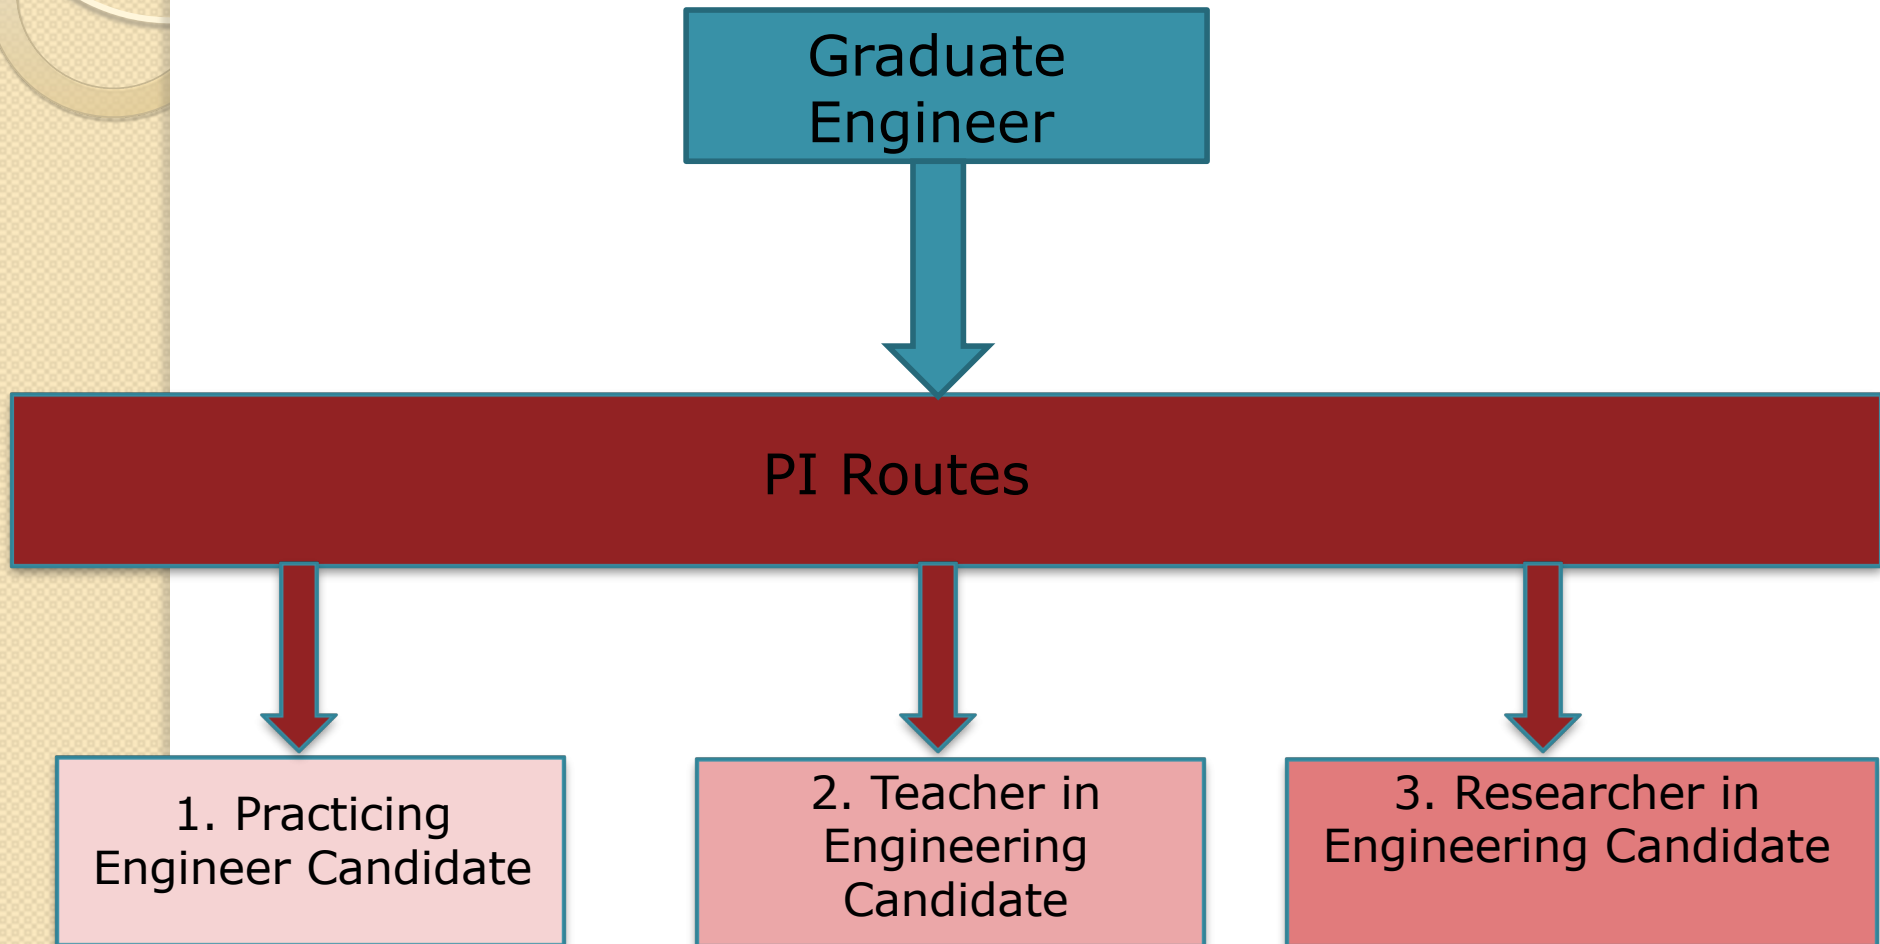 Graduate
Engineer
PI Routes
1. Practicing
Engineer Candidate
2. Teacher in
Engineering
Candidate
3. Researcher in
Engineering Candidate